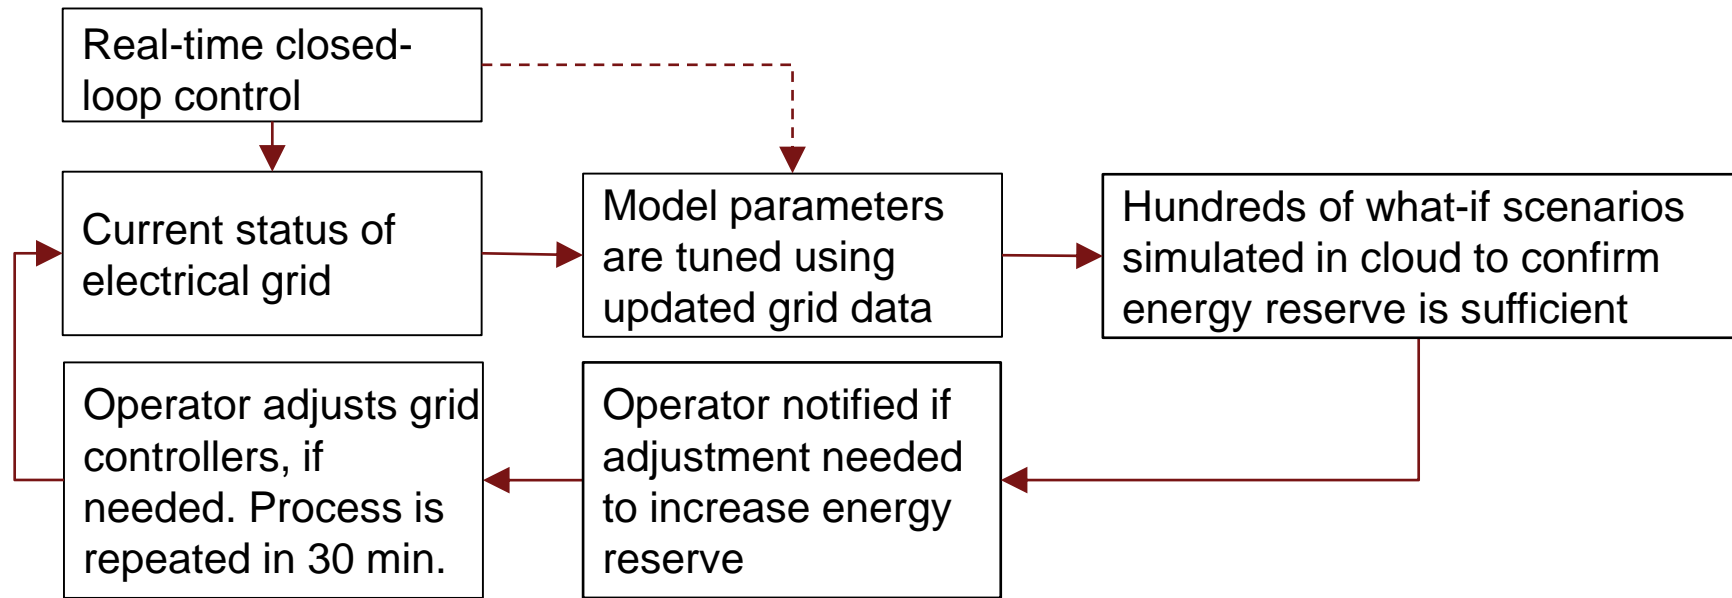 Real-time closed-
loop control
Current status of
electrical grid
Model parameters
are tuned using
updated grid data
Hundreds of what-if scenarios
simulated in cloud to confirm
energy reserve is sufficient
Operator adjusts grid
controllers, if
needed. Process is
repeated in 30 min.
Operator notified if
adjustment needed
to increase energy
reserve